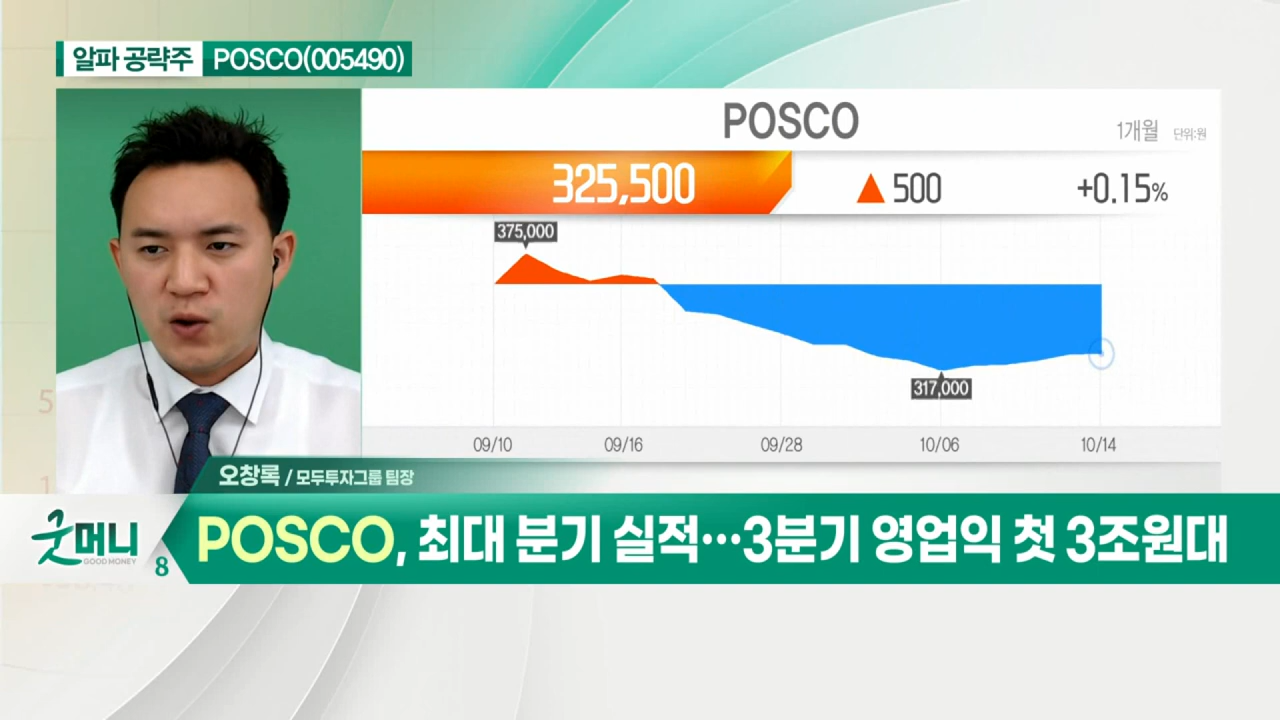 알파 공략주 POSCO(005490)
POSCO
1개월 단위:원
325,500 ▲500 +0.15%
375,000
317,000
09/10 09/16 09/28 10/06 10/14
5
1
오창록 / 모두투자그룹 팀장
굿머니
GOOD MONEY
8
POSCO, 최대 분기 실적…3분기 영업익 첫 3조원대